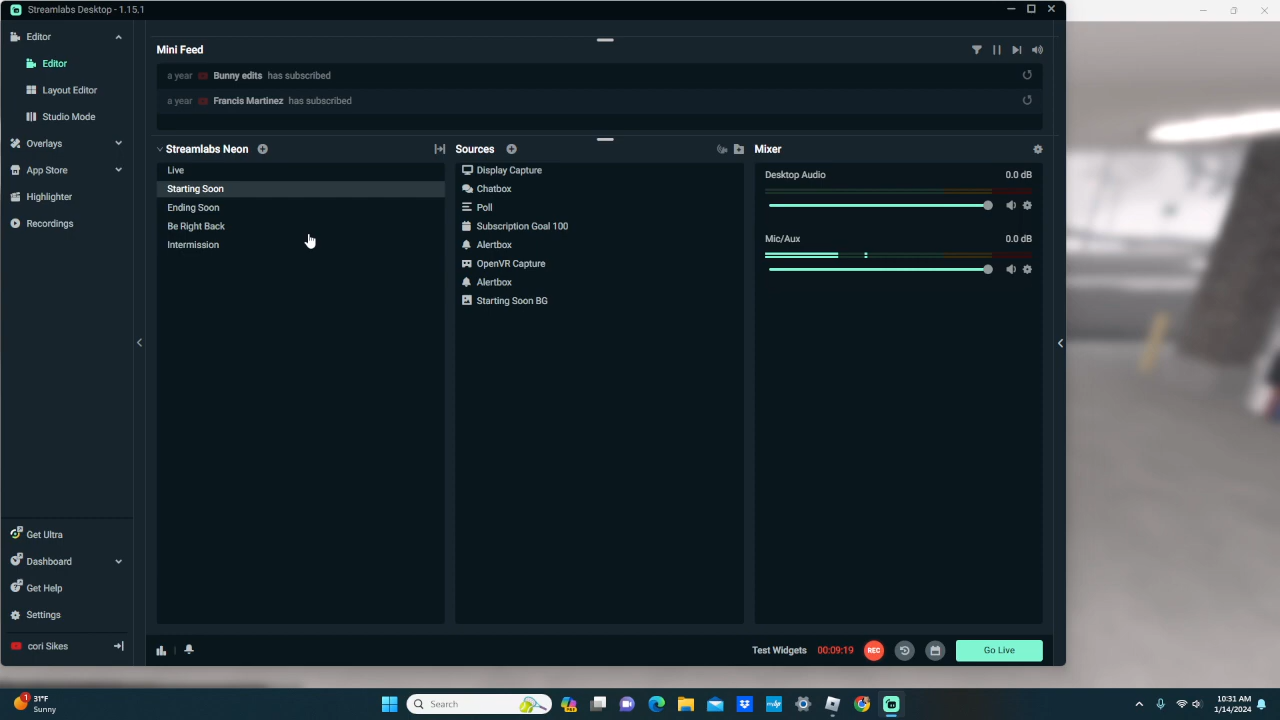 Streamlabs Desktop - 1.15.1
Editor
Editor
Layout Editor
Studio Mode
Overlays
App Store
Highlighter
Recordings
Get Ultra
Dashboard
Get Help
Settings
cori Sikes
Mini Feed
a year Bunny edits has subscribed
a year Francis Martinez has subscribed
Streamlabs Neon
Live
Starting Soon
Ending Soon
Be Right Back
Intermission
Sources
Display Capture
Chatbox
Poll
Subscription Goal 100
Alertbox
OpenVR Capture
Alertbox
Starting Soon BG
Mixer
Desktop Audio 0.0 dB
Mic/Aux 0.0 dB
Test Widgets 00:09:19 REC Go Live
1 31°F
Sunny
Search
10:31 AM
1/14/2024